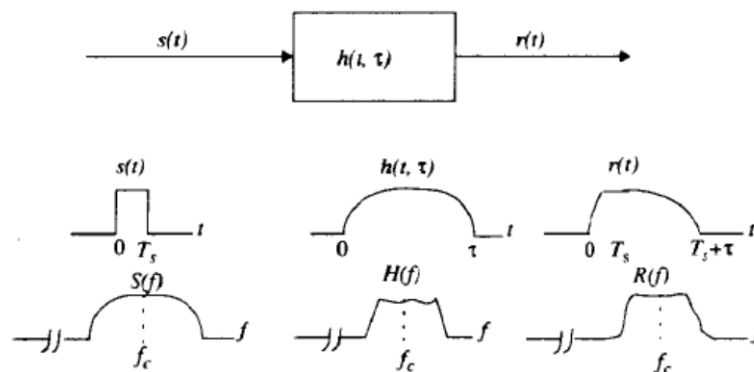 s(t)
h(t, τ)
r(t)
s(t)
h(t, τ)
r(t)
0 T_s t
0 τ t
0 T_s T_s+τ t
S(f)
H(f)
R(f)
f
f
f_c
f_c
f_c